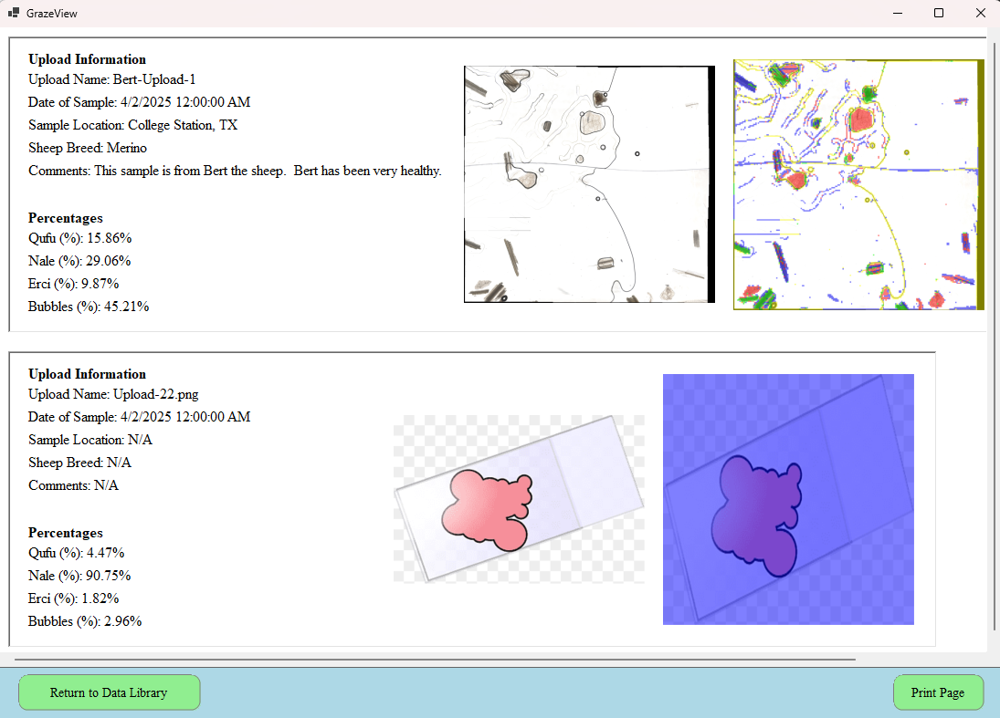 GrazeView
Upload Information
Upload Name: Bert-Upload-1
Date of Sample: 4/2/2025 12:00:00 AM
Sample Location: College Station, TX
Sheep Breed: Merino
Comments: This sample is from Bert the sheep.  Bert has been very healthy.
Percentages
Qufu (%): 15.86%
Nale (%): 29.06%
Erci (%): 9.87%
Bubbles (%): 45.21%
Upload Information
Upload Name: Upload-22.png
Date of Sample: 4/2/2025 12:00:00 AM
Sample Location: N/A
Sheep Breed: N/A
Comments: N/A
Percentages
Qufu (%): 4.47%
Nale (%): 90.75%
Erci (%): 1.82%
Bubbles (%): 2.96%
Return to Data Library
Print Page